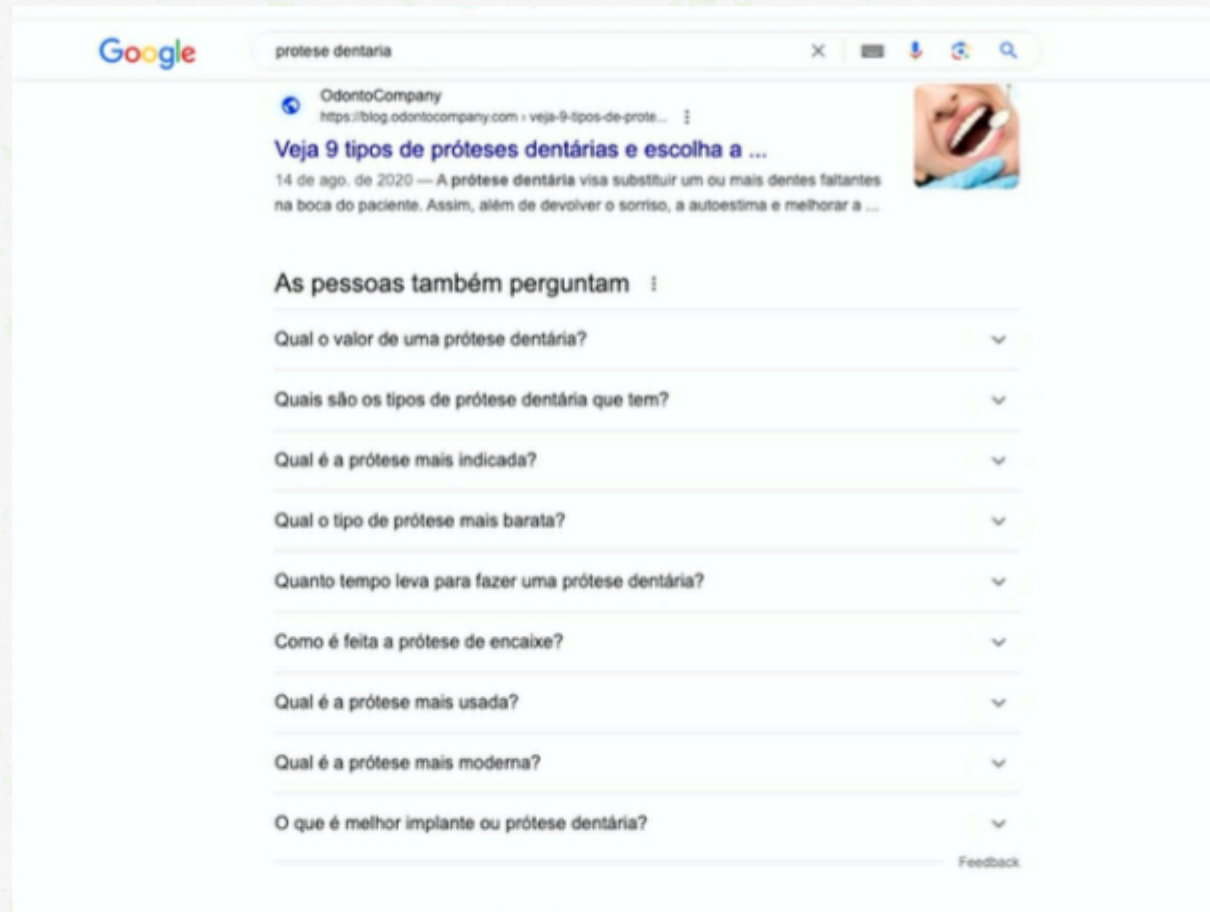 Google
protese dentaria
OdontoCompany
https://blog.odontocompany.com › veja-9-tipos-de-prote...
Veja 9 tipos de próteses dentárias e escolha a ...
14 de ago. de 2020 — A prótese dentária visa substituir um ou mais dentes faltantes
na boca do paciente. Assim, além de devolver o sorriso, a autoestima e melhorar a ...
As pessoas também perguntam
Qual o valor de uma prótese dentária?
Quais são os tipos de prótese dentária que tem?
Qual é a prótese mais indicada?
Qual o tipo de prótese mais barata?
Quanto tempo leva para fazer uma prótese dentária?
Como é feita a prótese de encaixe?
Qual é a prótese mais usada?
Qual é a prótese mais moderna?
O que é melhor implante ou prótese dentária?
Feedback